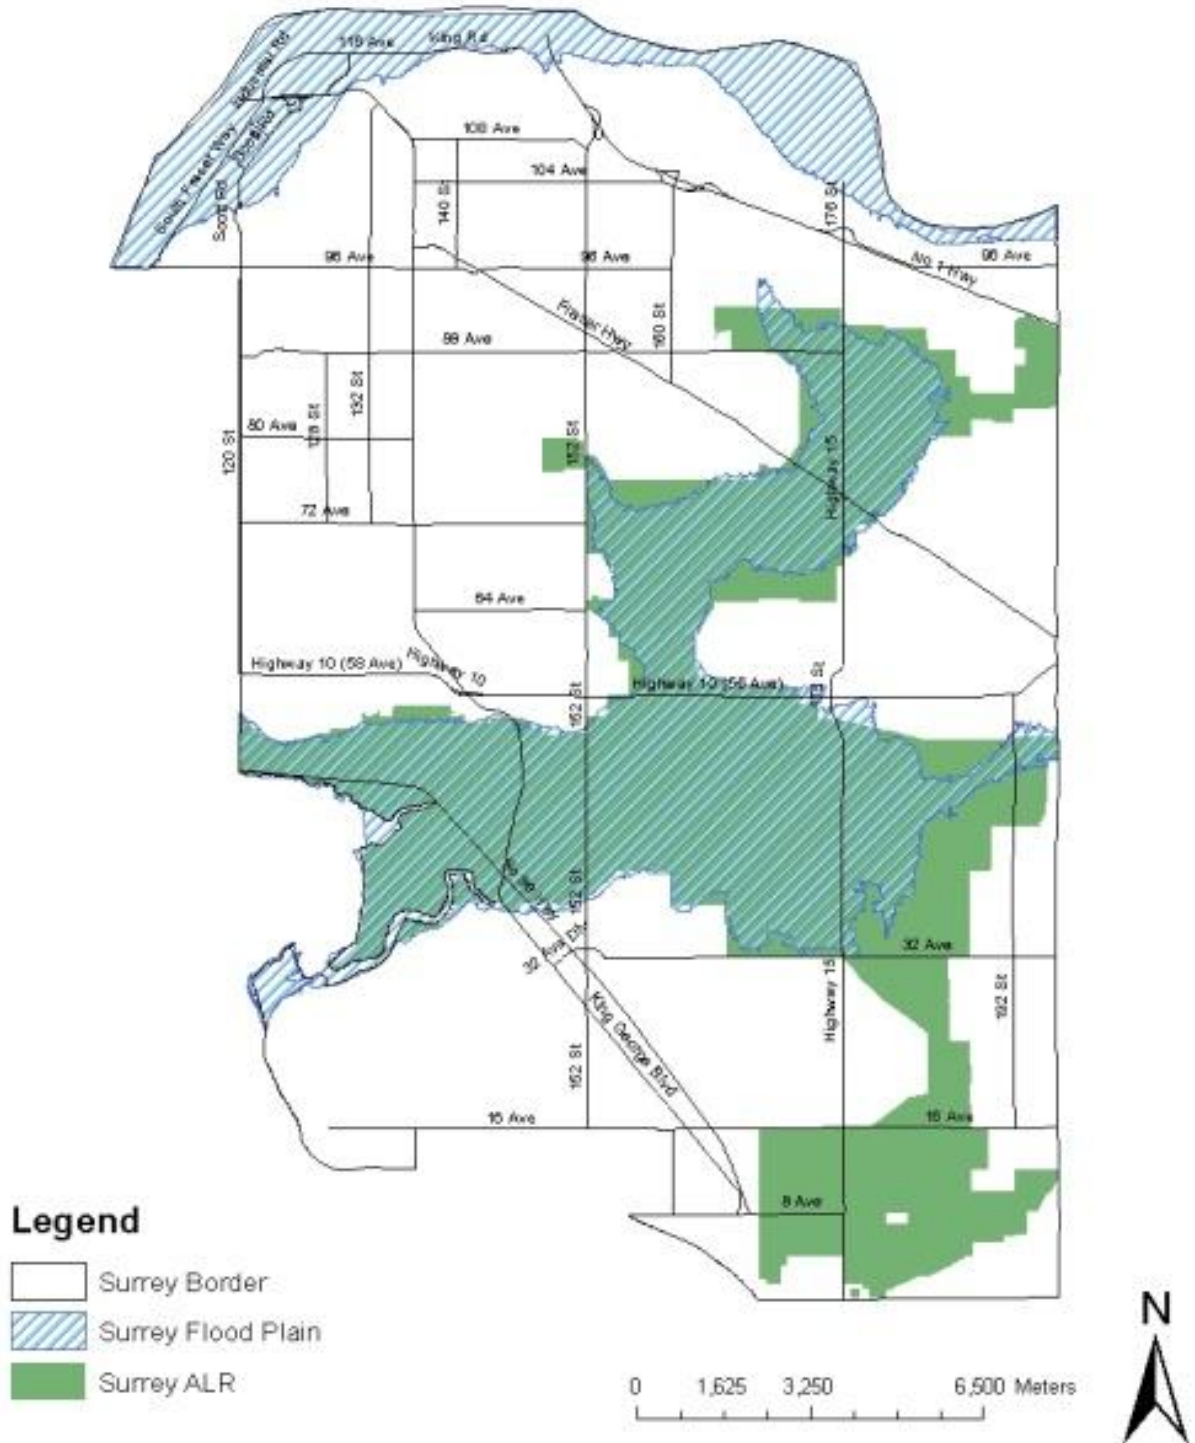 116 Ave
King Rd
Industrial Rd
South Fraser Way
Scott Rd
108 Ave
104 Ave
140 St
176 St
96 Ave
96 Ave
No 1 Hwy
96 Ave
Fraser Hwy
160 St
88 Ave
132 St
128 St
80 Ave
120 St
152 St
Highway 15
72 Ave
64 Ave
Highway 10 (58 Ave)
Highway 10
Highway 10 (56 Ave)
152 St
152 St
32 Ave Dv
32 Ave
Highway 15
192 St
King George Blvd
152 St
16 Ave
16 Ave
8 Ave
Legend
Surrey Border
Surrey Flood Plain
Surrey ALR
N
0 1,625 3,250 6,500 Meters